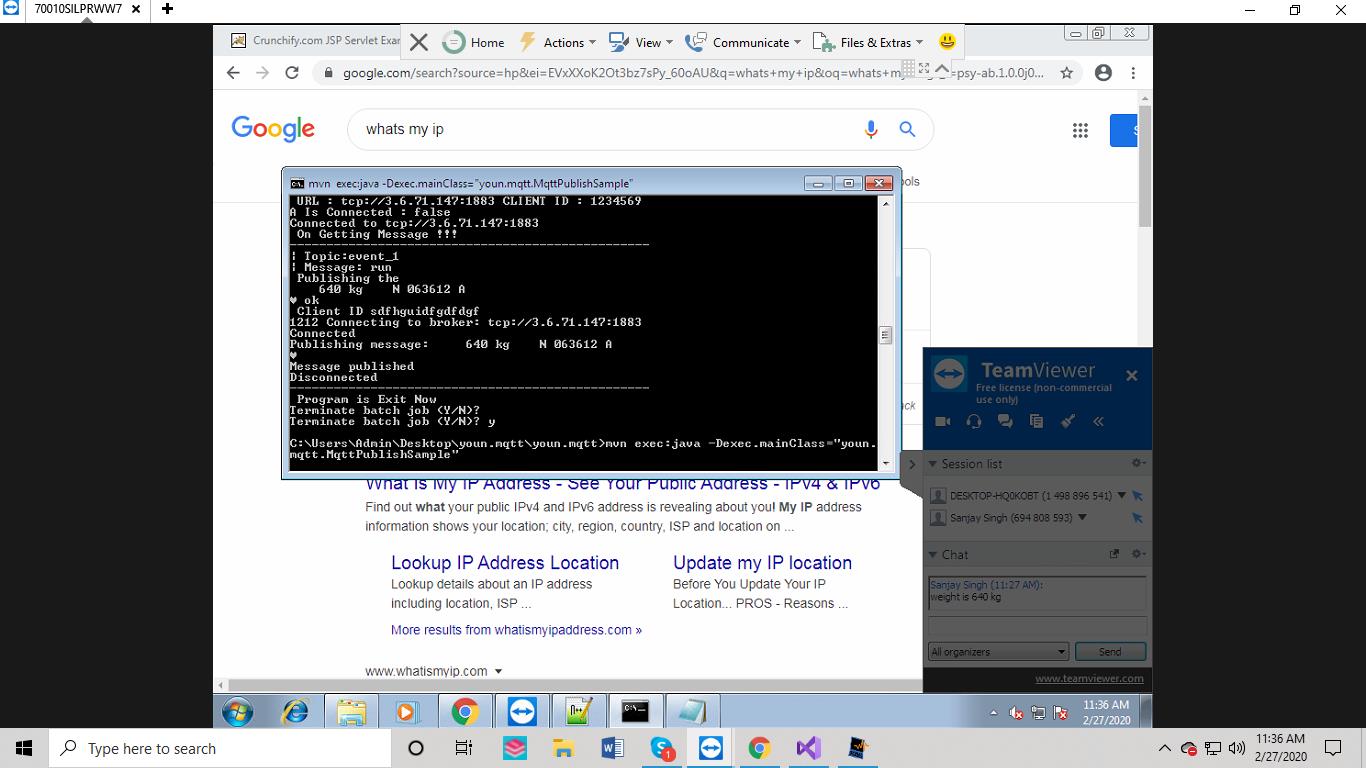 70010SILPRWW7
Crunchify.com JSP Servlet Exar
Home
Actions
View
Communicate
Files & Extras
google.com/search?source=hp&ei=EVxXXoK2Ot3bz7sPy_60oAU&q=whats+my+ip&oq=whats+m
=psy-ab.1.0.0j0...
Google
whats my ip
S
ools
mvn exec:java -Dexec.mainClass="youn.mqtt.MqttPublishSample"
URL : tcp://3.6.71.147:1883 CLIENT ID : 1234569
A Is Connected : false
Connected to tcp://3.6.71.147:1883
On Getting Message !!!
-------------------------------------------------
| Topic:event_1
| Message: run
Publishing the
640 kg N 063612 A
♥ ok
Client ID sdfhguidfgdfdgf
1212 Connecting to broker: tcp://3.6.71.147:1883
Connected
Publishing message: 640 kg N 063612 A
♥
Message published
Disconnected
-------------------------------------------------
Program is Exit Now
Terminate batch job (Y/N)?
Terminate batch job (Y/N)? y
C:\Users\Admin\Desktop\youn.mqtt\youn.mqtt>mvn exec:java -Dexec.mainClass="youn.
mqtt.MqttPublishSample"
ack
What Is My IP Address - See Your Public Address - IPv4 & IPv6
Find out what your public IPv4 and IPv6 address is revealing about you! My IP address
information shows your location; city, region, country, ISP and location on ...
Lookup IP Address Location
Lookup details about an IP address
including location, ISP ...
Update my IP location
Before You Update Your IP
Location... PROS - Reasons ...
More results from whatismyipaddress.com »
www.whatismyip.com
TeamViewer
Free license (non-commercial
use only)
Session list
DESKTOP-HQ0KOBT (1 498 896 541)
Sanjay Singh (694 808 593)
Chat
Sanjay Singh (11:27 AM):
weight is 640 kg
All organizers
Send
www.teamviewer.com
11:36 AM
2/27/2020
Type here to search
1
11:36 AM
2/27/2020